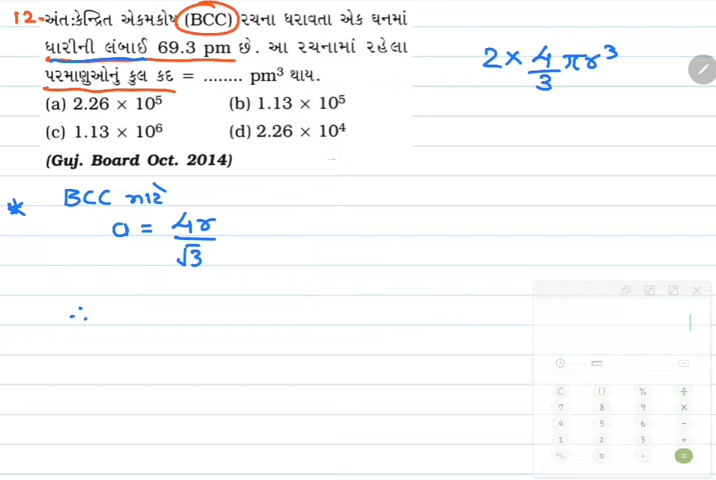 12- અંત:કેન્દ્રિત એકમકોષ (BCC) રચના ધરાવતા એક ઘનમાં
ધારીની લંબાઈ 69.3 pm છે. આ રચનામાં રહેલા
પરમાણુઓનું કુલ કદ = ........ pm³ થાય.
(a) 2.26 × 10⁵ (b) 1.13 × 10⁵
(c) 1.13 × 10⁶ (d) 2.26 × 10⁴
(Guj. Board Oct. 2014)
2 × 4/3 πr³
* BCC માટે
a = 4r/√3
∴
C () % ÷
7 8 9 ×
4 5 6 −
1 2 3 +
+/− 0 . =